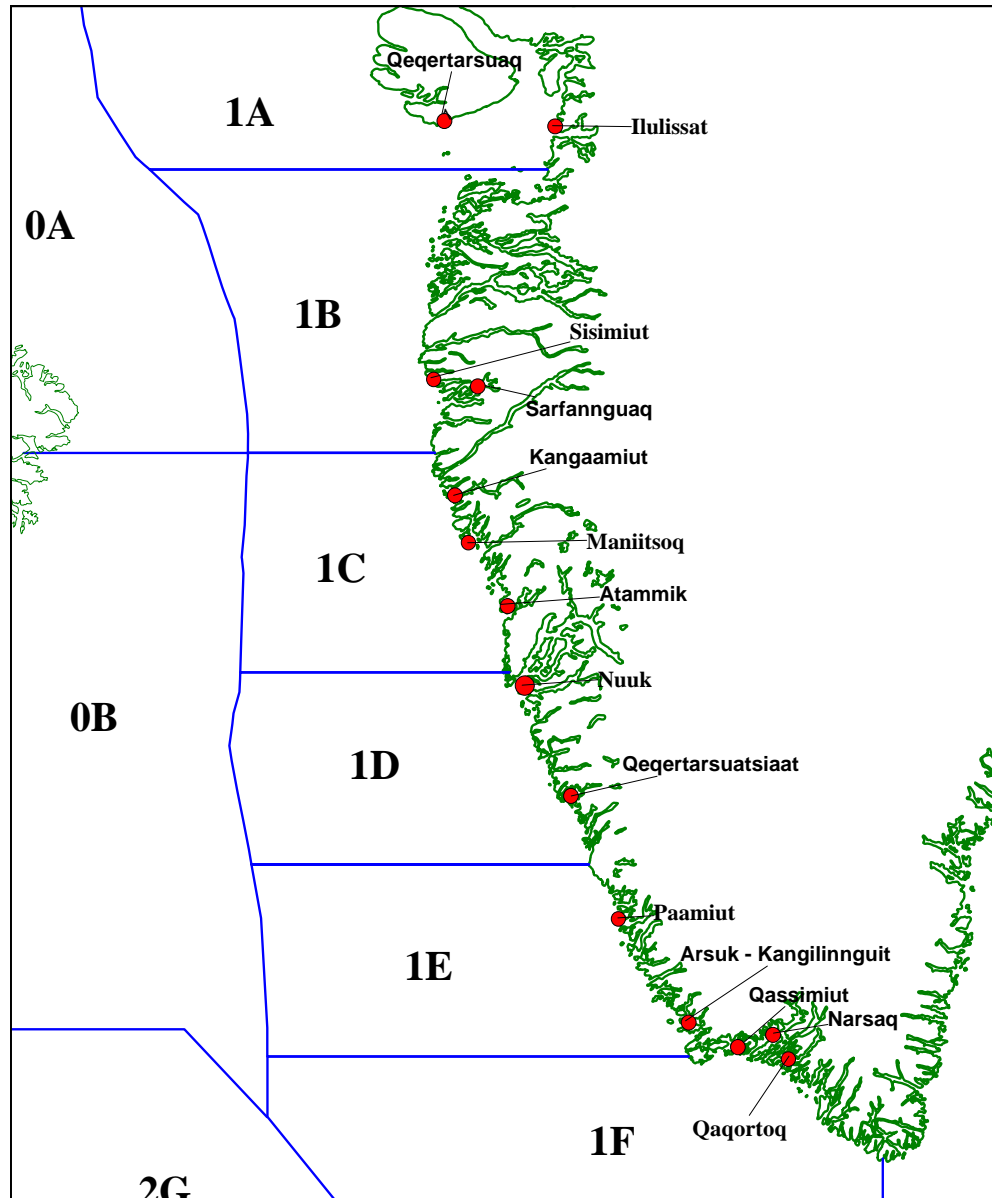 Qeqertarsuaq
1A
Ilulissat
0A
1B
Sisimiut
Sarfannguaq
Kangaamiut
Maniitsoq
1C
Atammik
Nuuk
0B
1D
Qeqertarsuatsiaat
Paamiut
Arsuk - Kangilinnguit
1E
Qassimiut
Narsaq
Qaqortoq
1F
2G